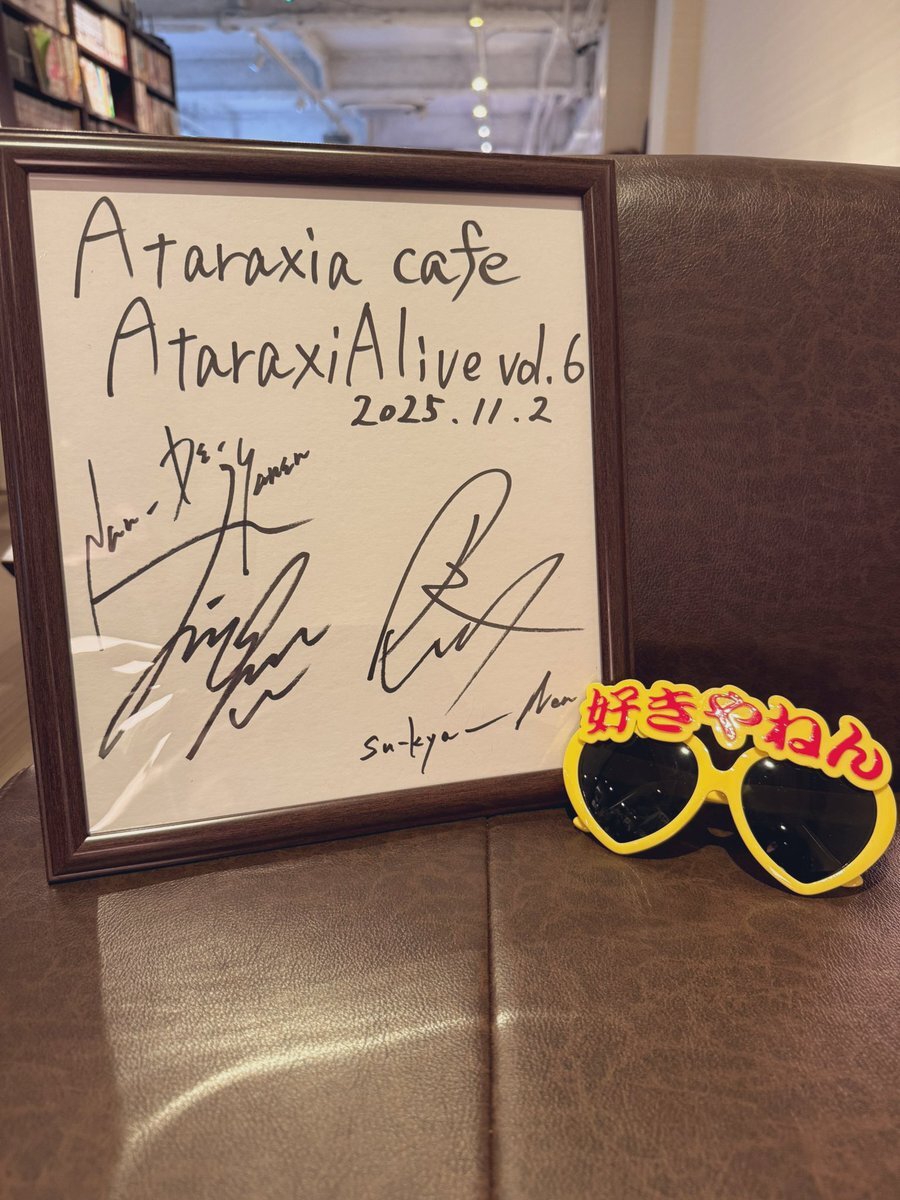 Ataraxia cafe
AtaraxiAlive vol.6
2025.11.2
Nan-De-Yanen
su-kya- Nen
好きやねん